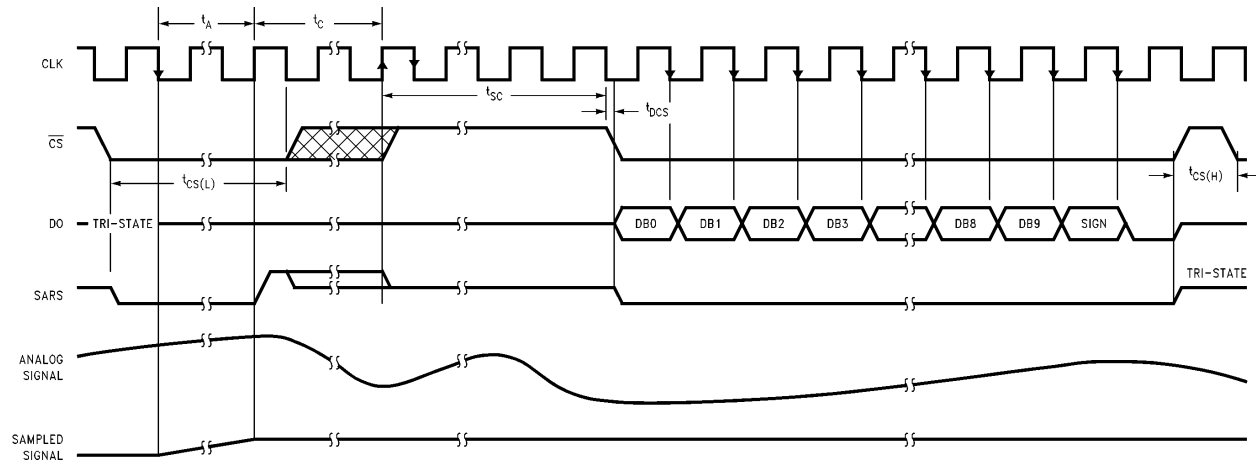 tA tC
CLK
tSC
tDCS
CS
tCS(L) tCS(H)
DO TRI-STATE DB0 DB1 DB2 DB3 DB8 DB9 SIGN
TRI-STATE
SARS
ANALOG
SIGNAL
SAMPLED
SIGNAL